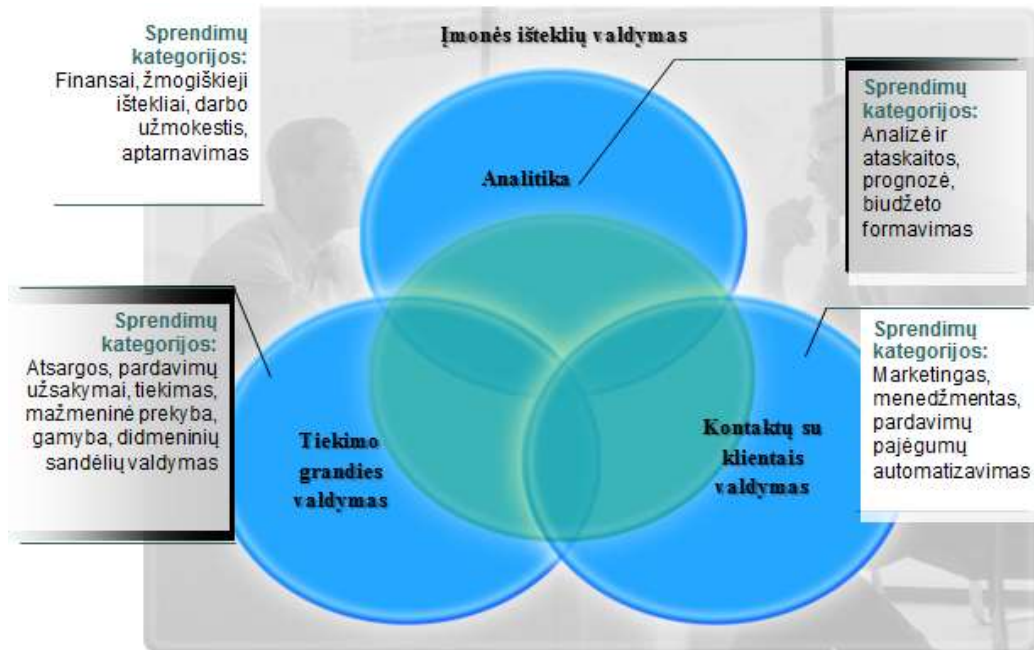 Įmonės išteklių valdymas
Sprendimų
kategorijos:
Finansai, žmogiškieji
ištekliai, darbo
užmokestis,
aptarnavimas
Sprendimų
kategorijos:
Analizė ir
ataskaitos,
prognozė,
biudžeto
formavimas
Analitika
Sprendimų
kategorijos:
Atsargos, pardavimų
užsakymai, tiekimas,
mažmeninė prekyba,
gamyba, didmeninių
sandėlių valdymas
Sprendimų
kategorijos:
Marketingas,
menedžmentas,
pardavimų
pajėgumų
automatizavimas
Tiekimo
grandies
valdymas
Kontaktų su
klientais
valdymas